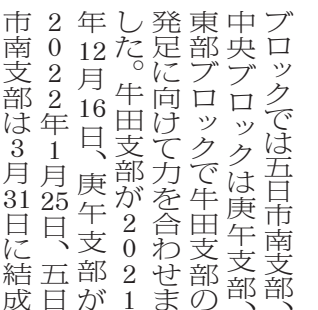 ブロックでは五日市南支部、
中央ブロックは庚午支部、
東部ブロックで牛田支部の
発足に向けて力を合わせま
した。牛田支部が2021
年12月16日、庚午支部が
2022年1月25日、五日
市南支部は3月31日に結成